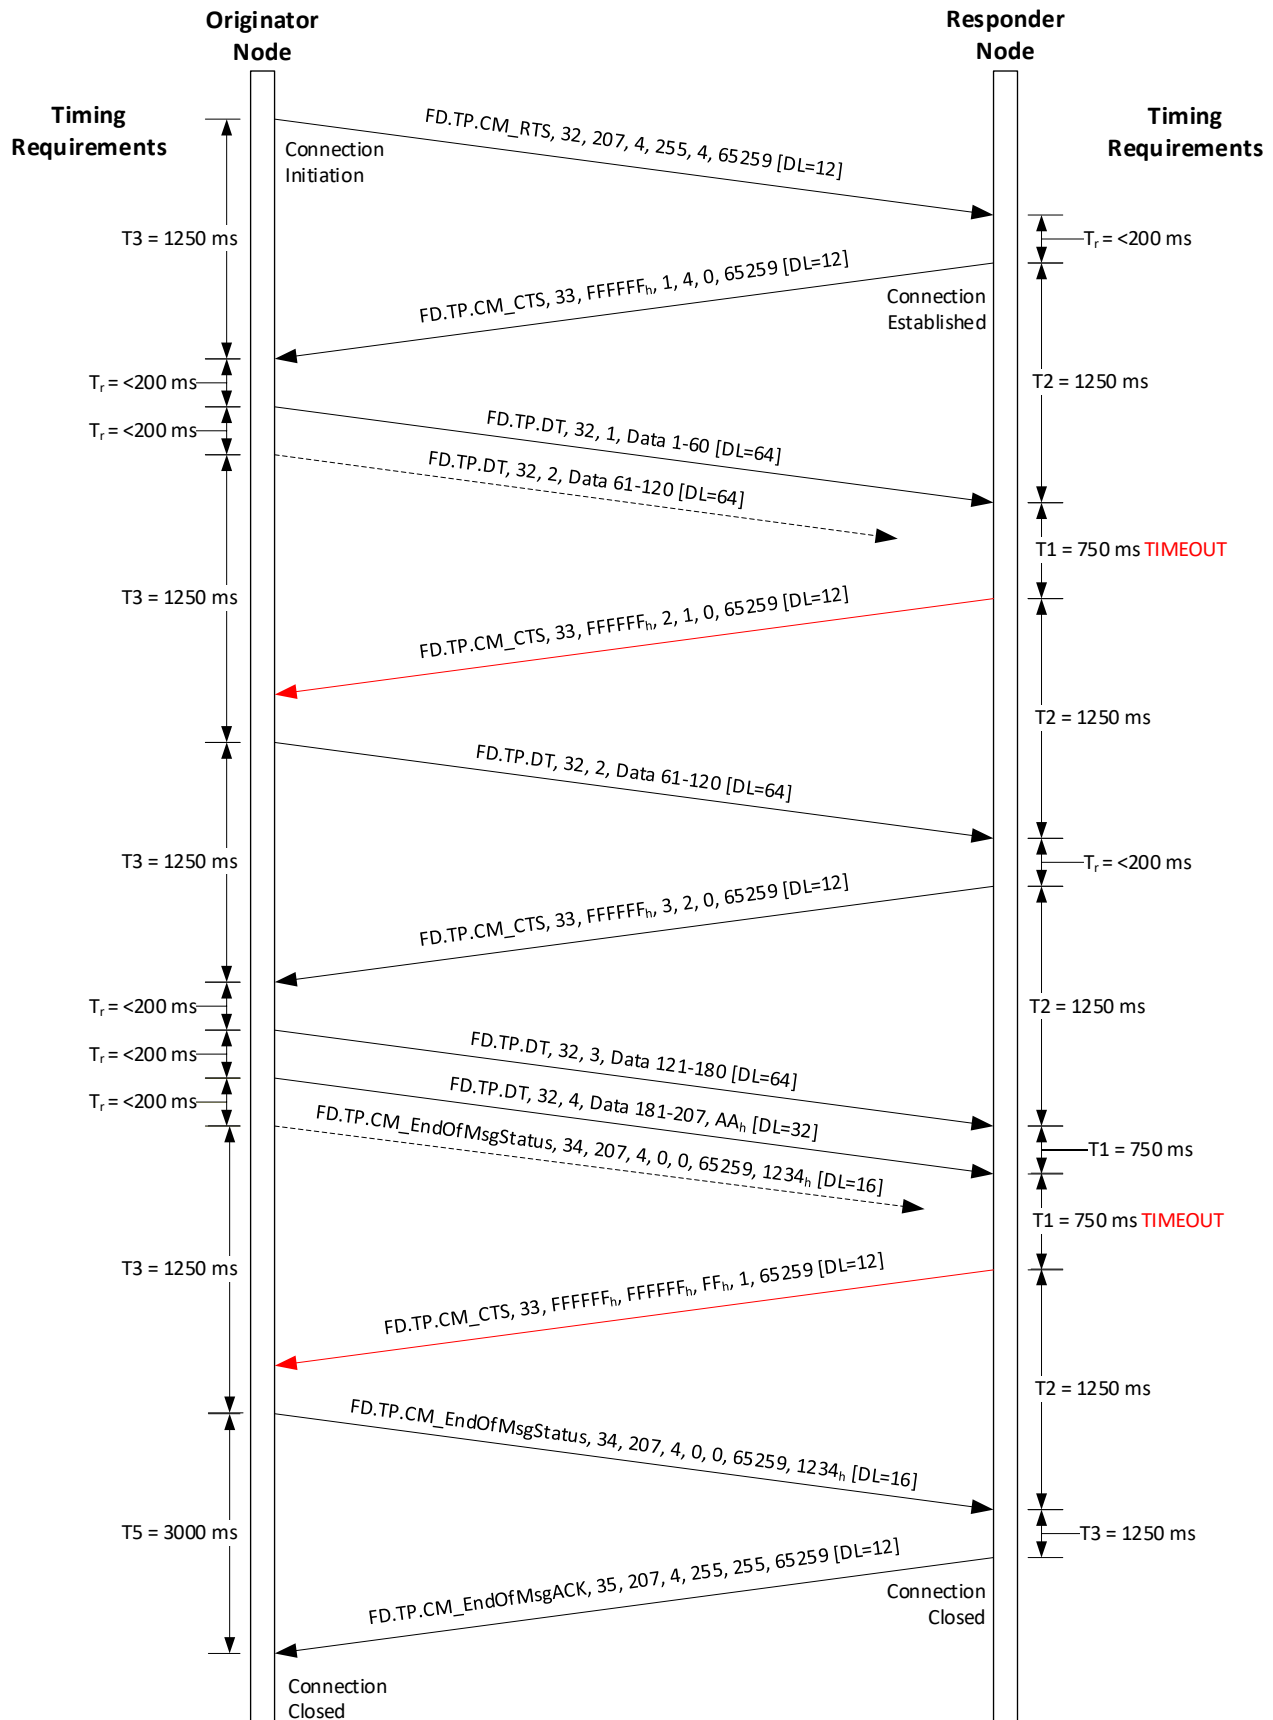 Originator
Node
Responder
Node
Timing
Requirements
Timing
Requirements
FD.TP.CM_RTS, 32, 207, 4, 255, 4, 65259 [DL=12]
Connection
Initiation
T3 = 1250 ms
Tr = <200 ms
FD.TP.CM_CTS, 33, FFFFFFh, 1, 4, 0, 65259 [DL=12]
Connection
Established
Tr = <200 ms
T2 = 1250 ms
Tr = <200 ms
FD.TP.DT, 32, 1, Data 1-60 [DL=64]
FD.TP.DT, 32, 2, Data 61-120 [DL=64]
T1 = 750 ms TIMEOUT
T3 = 1250 ms
FD.TP.CM_CTS, 33, FFFFFFh, 2, 1, 0, 65259 [DL=12]
T2 = 1250 ms
FD.TP.DT, 32, 2, Data 61-120 [DL=64]
T3 = 1250 ms
Tr = <200 ms
FD.TP.CM_CTS, 33, FFFFFFh, 3, 2, 0, 65259 [DL=12]
Tr = <200 ms
T2 = 1250 ms
Tr = <200 ms
FD.TP.DT, 32, 3, Data 121-180 [DL=64]
Tr = <200 ms
FD.TP.DT, 32, 4, Data 181-207, AAh [DL=32]
FD.TP.CM_EndOfMsgStatus, 34, 207, 4, 0, 0, 65259, 1234h [DL=16]
T1 = 750 ms
T1 = 750 ms TIMEOUT
T3 = 1250 ms
FD.TP.CM_CTS, 33, FFFFFFh, FFFFFFh, FFh, 1, 65259 [DL=12]
T2 = 1250 ms
FD.TP.CM_EndOfMsgStatus, 34, 207, 4, 0, 0, 65259, 1234h [DL=16]
T5 = 3000 ms
T3 = 1250 ms
FD.TP.CM_EndOfMsgACK, 35, 207, 4, 255, 255, 65259 [DL=12]
Connection
Closed
Connection
Closed